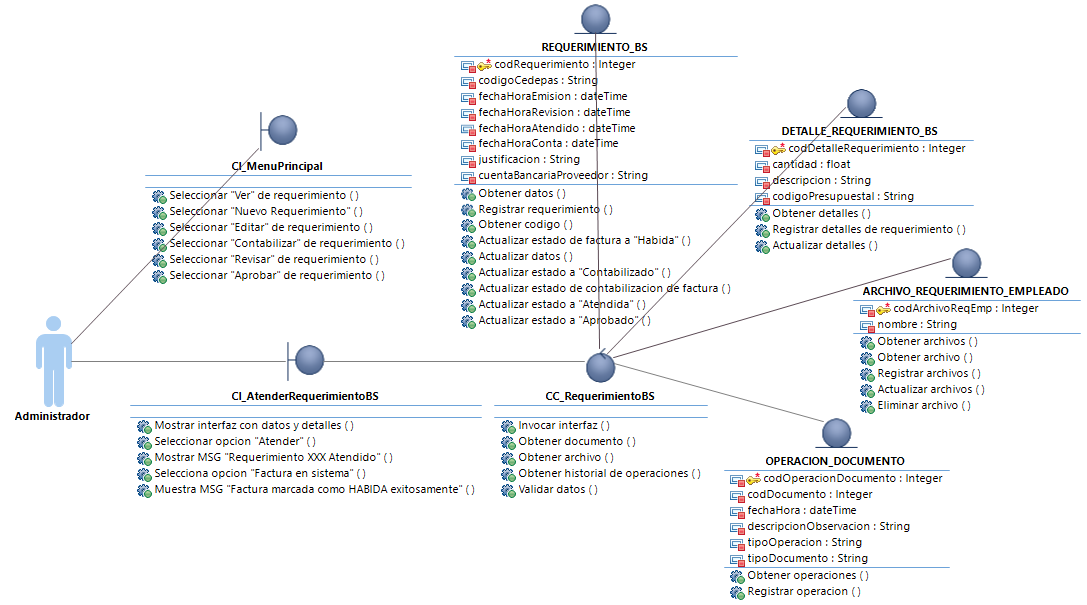 REQUERIMIENTO_BS
codRequerimiento : Integer
codigoCedepas : String
fechaHoraEmision : dateTime
fechaHoraRevision : dateTime
fechaHoraAtendido : dateTime
fechaHoraConta : dateTime
justificacion : String
cuentaBancariaProveedor : String
Obtener datos ( )
Registrar requerimiento ( )
Obtener codigo ( )
Actualizar estado de factura a "Habida" ( )
Actualizar datos ( )
Actualizar estado a "Contabilizado" ( )
Actualizar estado de contabilizacion de factura ( )
Actualizar estado a "Atendida" ( )
Actualizar estado a "Aprobado" ( )
DETALLE_REQUERIMIENTO_BS
codDetalleRequerimiento : Integer
cantidad : float
descripcion : String
codigoPresupuestal : String
Obtener detalles ( )
Registrar detalles de requerimiento ( )
Actualizar detalles ( )
CI_MenuPrincipal
Seleccionar "Ver" de requerimiento ( )
Seleccionar "Nuevo Requerimiento" ( )
Seleccionar "Editar" de requerimiento ( )
Seleccionar "Contabilizar" de requerimiento ( )
Seleccionar "Revisar" de requerimiento ( )
Seleccionar "Aprobar" de requerimiento ( )
ARCHIVO_REQUERIMIENTO_EMPLEADO
codArchivoReqEmp : Integer
nombre : String
Obtener archivos ( )
Obtener archivo ( )
Registrar archivos ( )
Actualizar archivos ( )
Eliminar archivo ( )
Administrador
CI_AtenderRequerimientoBS
Mostrar interfaz con datos y detalles ( )
Seleccionar opcion "Atender" ( )
Mostrar MSG "Requerimiento XXX Atendido" ( )
Selecciona opcion "Factura en sistema" ( )
Muestra MSG "Factura marcada como HABIDA exitosamente" ( )
CC_RequerimientoBS
Invocar interfaz ( )
Obtener documento ( )
Obtener archivo ( )
Obtener historial de operaciones ( )
Validar datos ( )
OPERACION_DOCUMENTO
codOperacionDocumento : Integer
codDocumento : Integer
fechaHora : dateTime
descripcionObservacion : String
tipoOperacion : String
tipoDocumento : String
Obtener operaciones ( )
Registrar operacion ( )